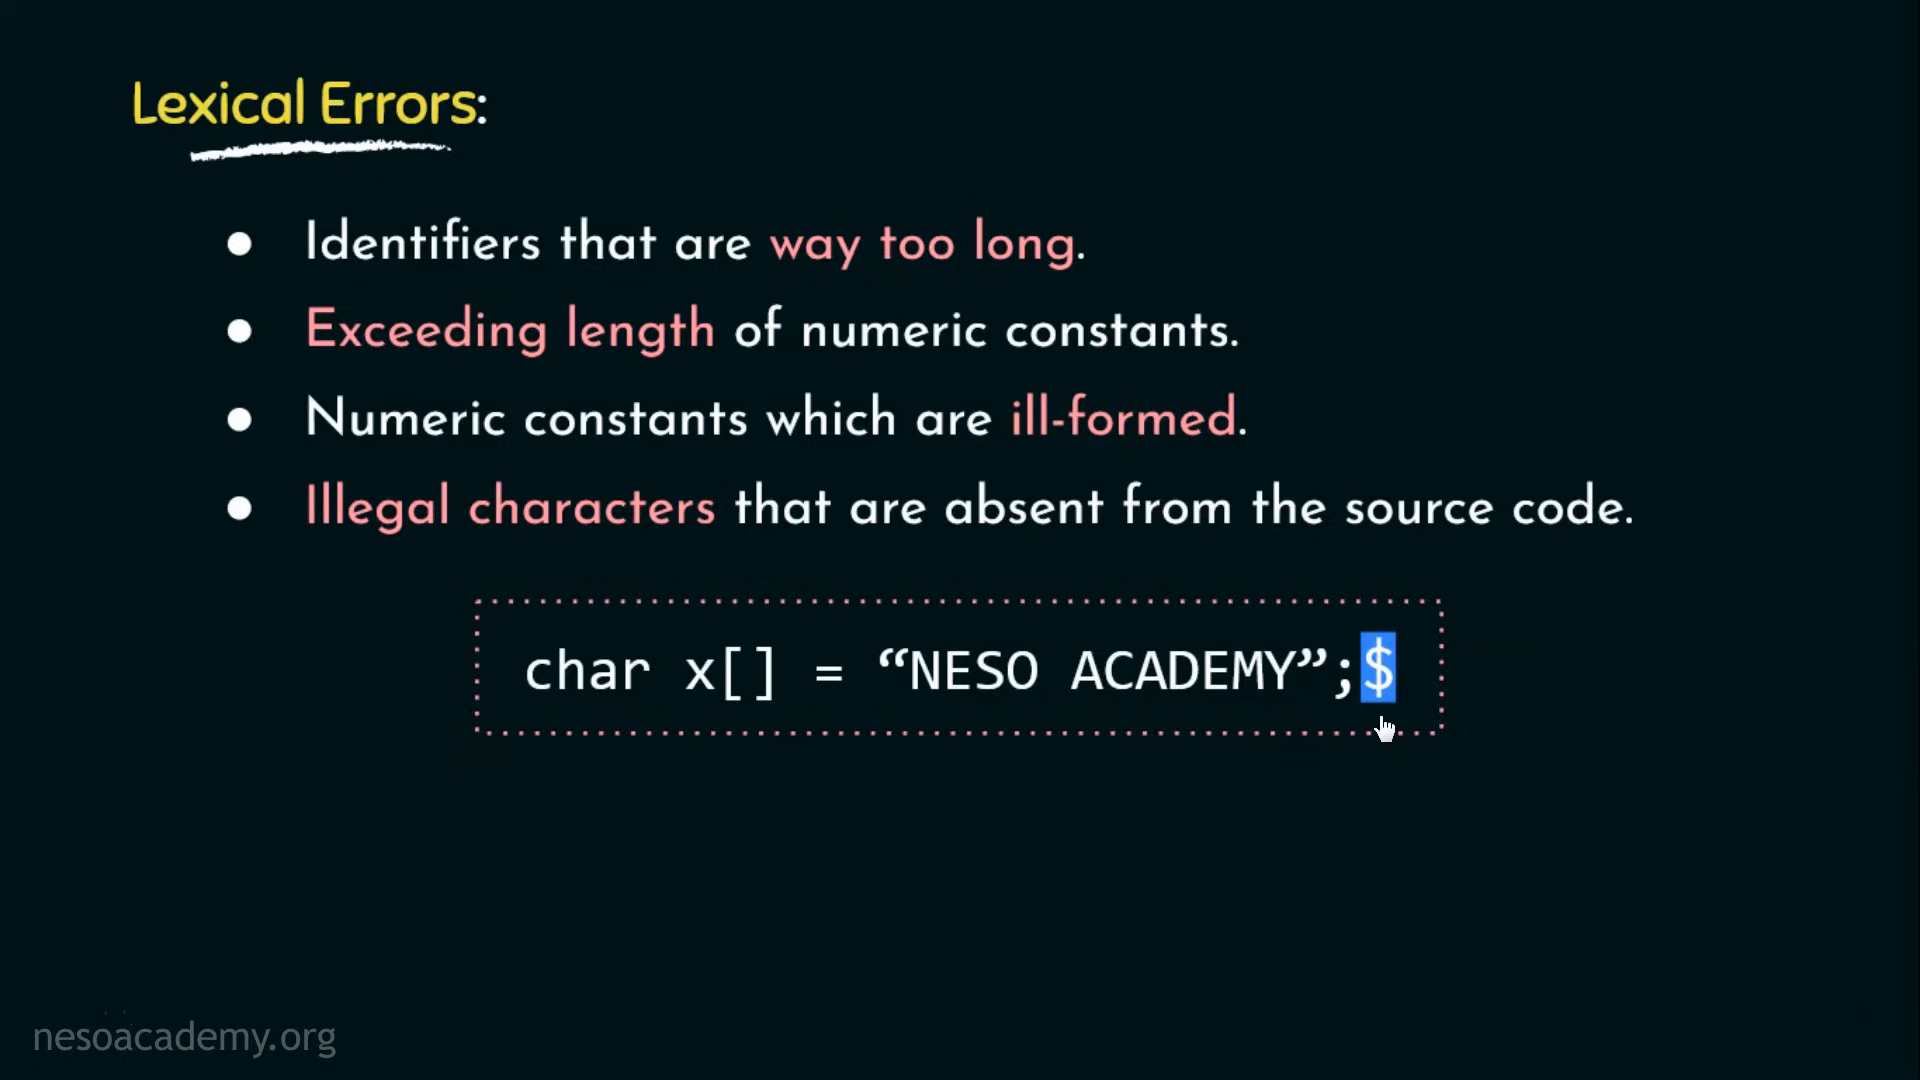 Lexical Errors:
● Identifiers that are way too long.
● Exceeding length of numeric constants.
● Numeric constants which are ill-formed.
● Illegal characters that are absent from the source code.
char x[] = “NESO ACADEMY”;$
nesoacademy.org